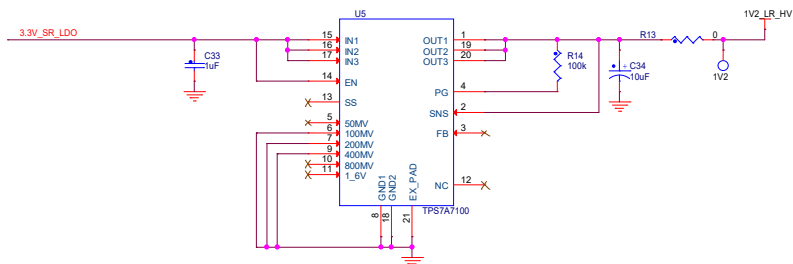 U5
1V2_LR_HV
3.3V_SR_LDO
15 IN1 OUT1 1 R13 0
16 IN2 OUT2 19
17 IN3 OUT3 20
C33
1uF
R14
100k
C34
10uF
1V2
14 EN
PG 4
13 SS
SNS 2
5 50MV
6 100MV FB 3
7 200MV
9 400MV
10 800MV
11 1_6V
NC 12
GND1 GND2 EX_PAD
8 18 21
TPS7A7100